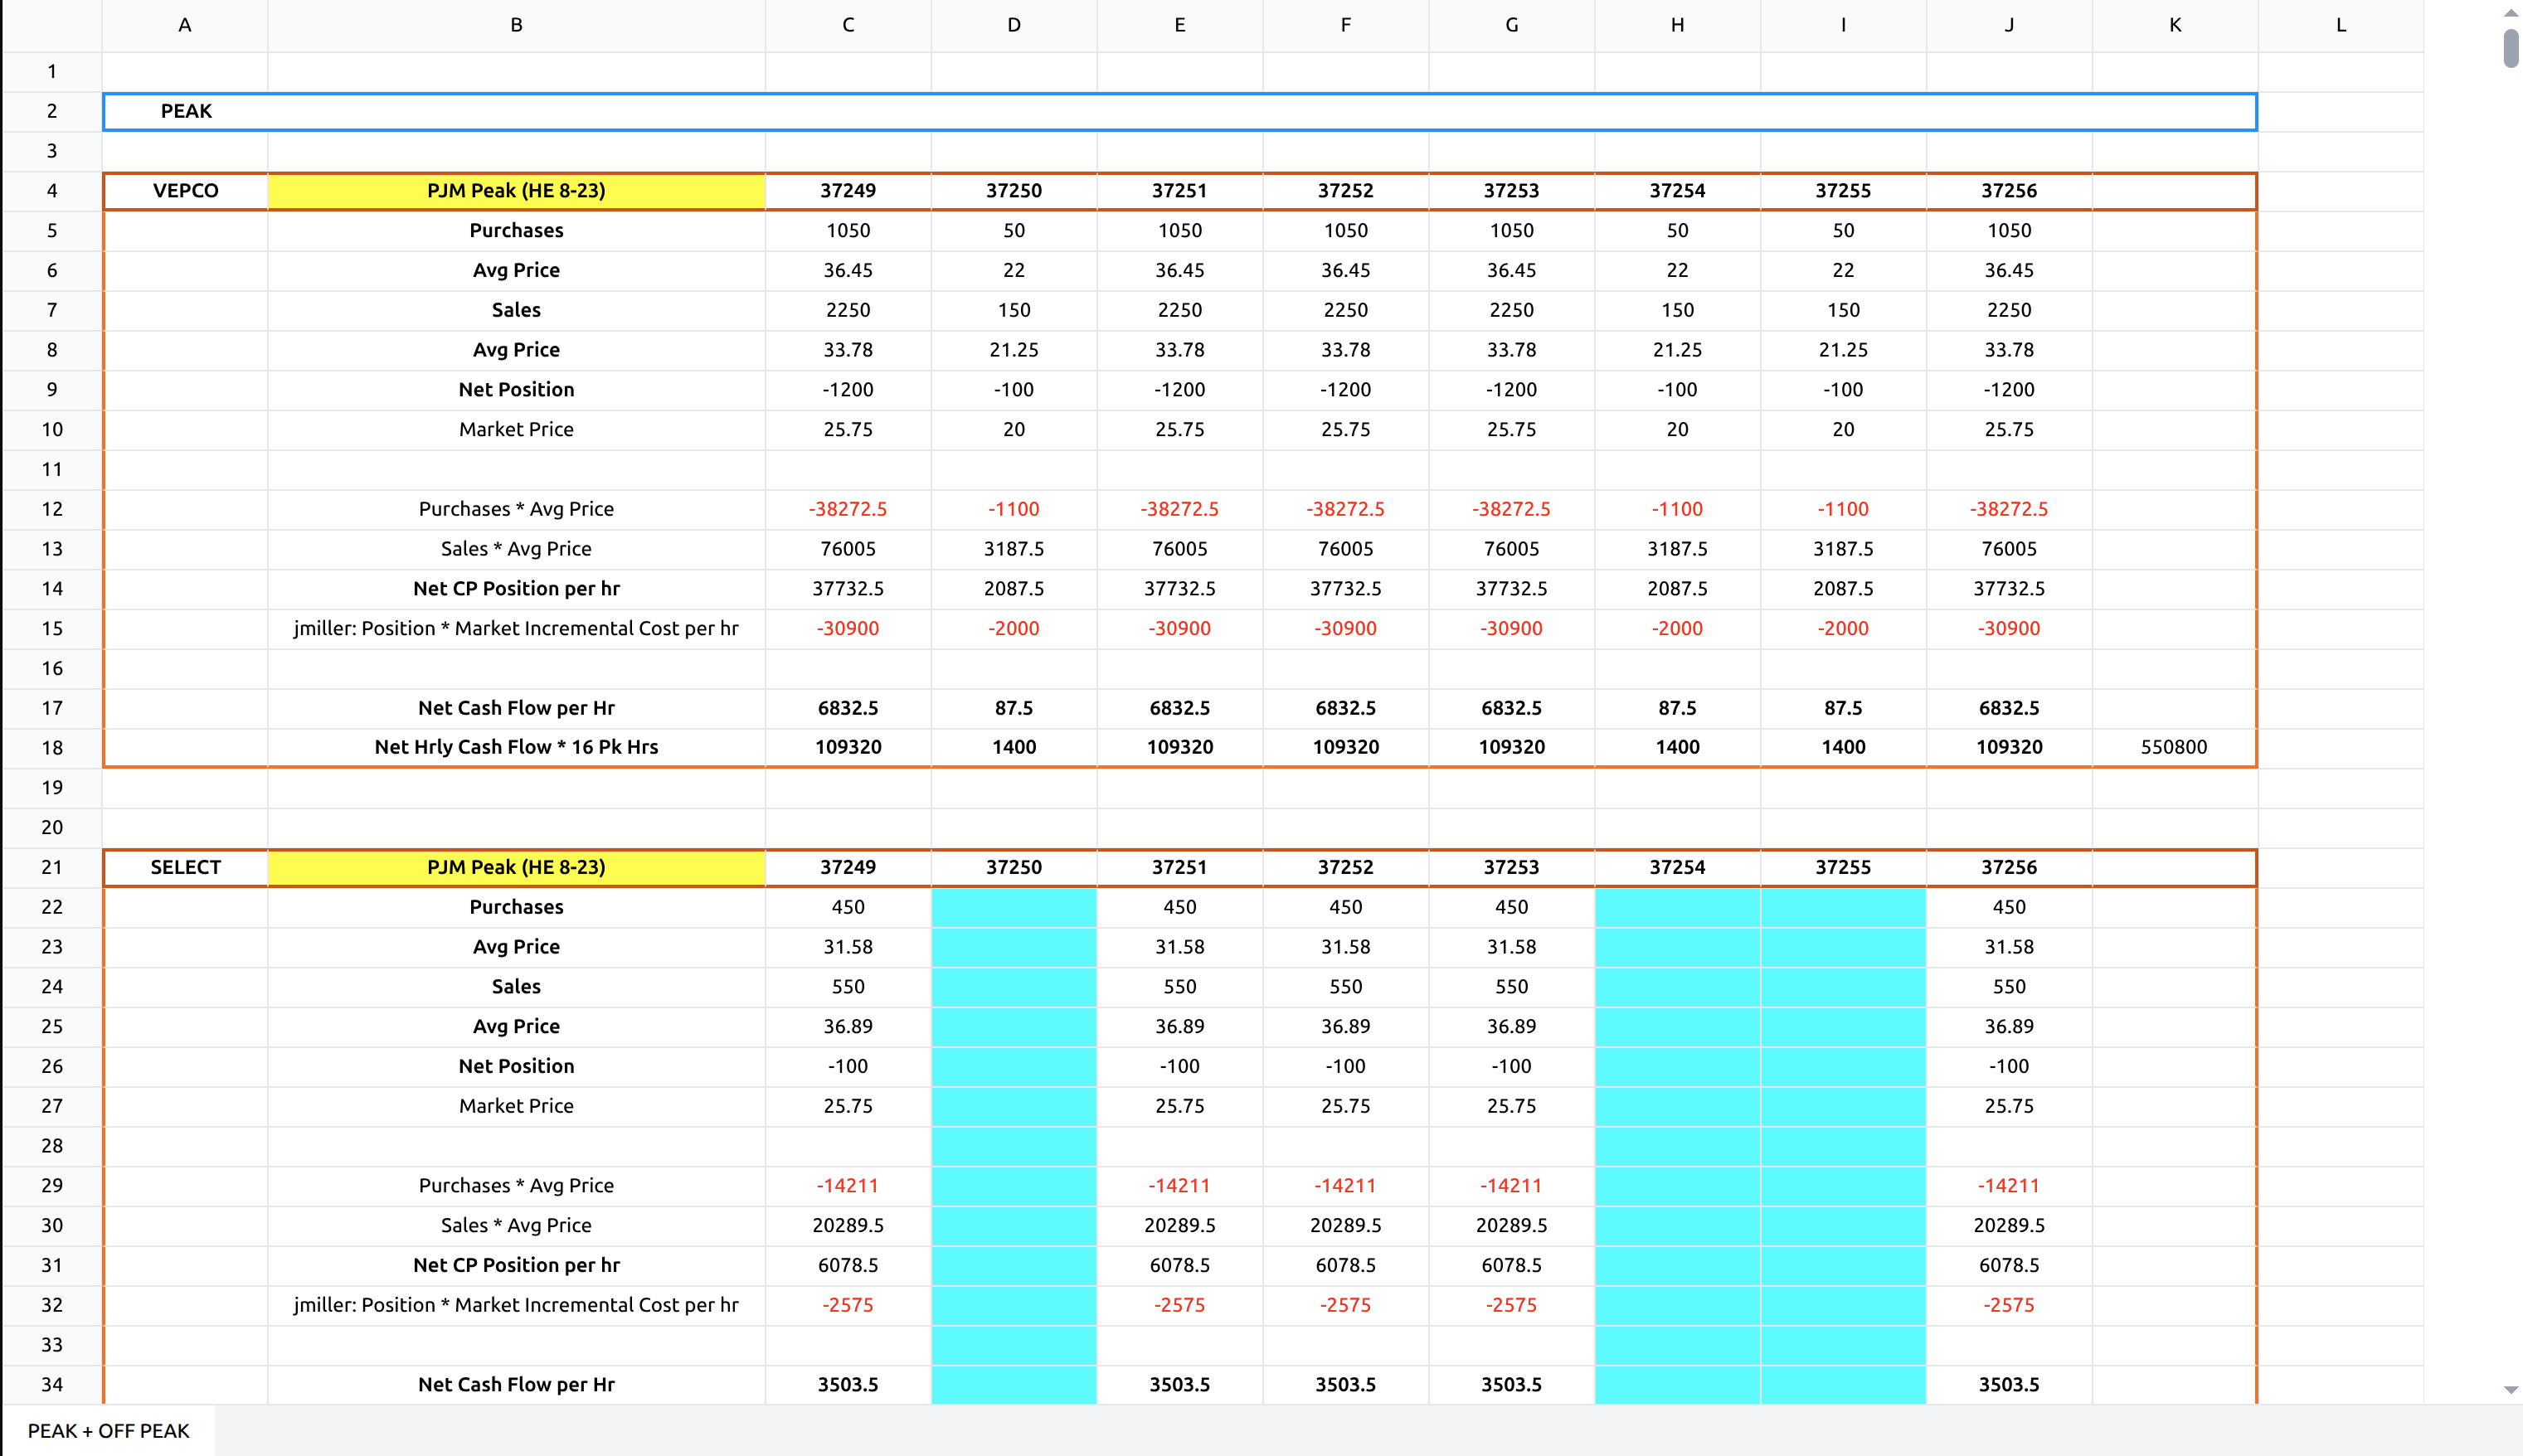 A B C D E F G H I J K L
1
2 PEAK
3
4 VEPCO PJM Peak (HE 8-23) 37249 37250 37251 37252 37253 37254 37255 37256
5 Purchases 1050 50 1050 1050 1050 50 50 1050
6 Avg Price 36.45 22 36.45 36.45 36.45 22 22 36.45
7 Sales 2250 150 2250 2250 2250 150 150 2250
8 Avg Price 33.78 21.25 33.78 33.78 33.78 21.25 21.25 33.78
9 Net Position -1200 -100 -1200 -1200 -1200 -100 -100 -1200
10 Market Price 25.75 20 25.75 25.75 25.75 20 20 25.75
11
12 Purchases * Avg Price -38272.5 -1100 -38272.5 -38272.5 -38272.5 -1100 -1100 -38272.5
13 Sales * Avg Price 76005 3187.5 76005 76005 76005 3187.5 3187.5 76005
14 Net CP Position per hr 37732.5 2087.5 37732.5 37732.5 37732.5 2087.5 2087.5 37732.5
15 jmiller: Position * Market Incremental Cost per hr -30900 -2000 -30900 -30900 -30900 -2000 -2000 -30900
16
17 Net Cash Flow per Hr 6832.5 87.5 6832.5 6832.5 6832.5 87.5 87.5 6832.5
18 Net Hrly Cash Flow * 16 Pk Hrs 109320 1400 109320 109320 109320 1400 1400 109320 550800
19
20
21 SELECT PJM Peak (HE 8-23) 37249 37250 37251 37252 37253 37254 37255 37256
22 Purchases 450 450 450 450 450
23 Avg Price 31.58 31.58 31.58 31.58 31.58
24 Sales 550 550 550 550 550
25 Avg Price 36.89 36.89 36.89 36.89 36.89
26 Net Position -100 -100 -100 -100 -100
27 Market Price 25.75 25.75 25.75 25.75 25.75
28
29 Purchases * Avg Price -14211 -14211 -14211 -14211 -14211
30 Sales * Avg Price 20289.5 20289.5 20289.5 20289.5 20289.5
31 Net CP Position per hr 6078.5 6078.5 6078.5 6078.5 6078.5
32 jmiller: Position * Market Incremental Cost per hr -2575 -2575 -2575 -2575 -2575
33
34 Net Cash Flow per Hr 3503.5 3503.5 3503.5 3503.5 3503.5
PEAK + OFF PEAK